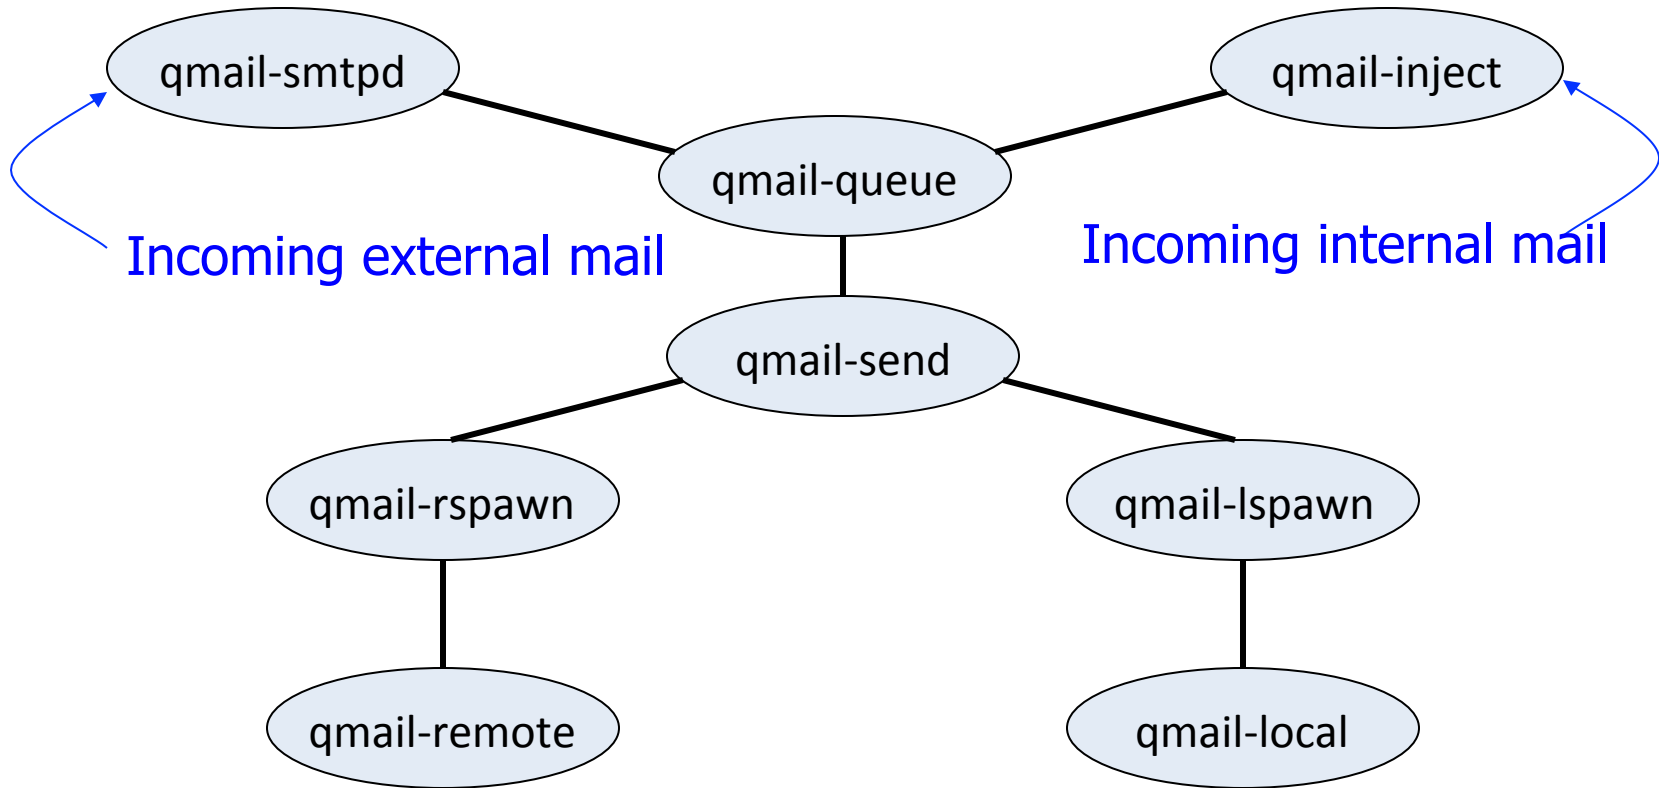 qmail-smtpd
qmail-inject
qmail-queue
Incoming external mail
Incoming internal mail
qmail-send
qmail-rspawn
qmail-lspawn
qmail-remote
qmail-local